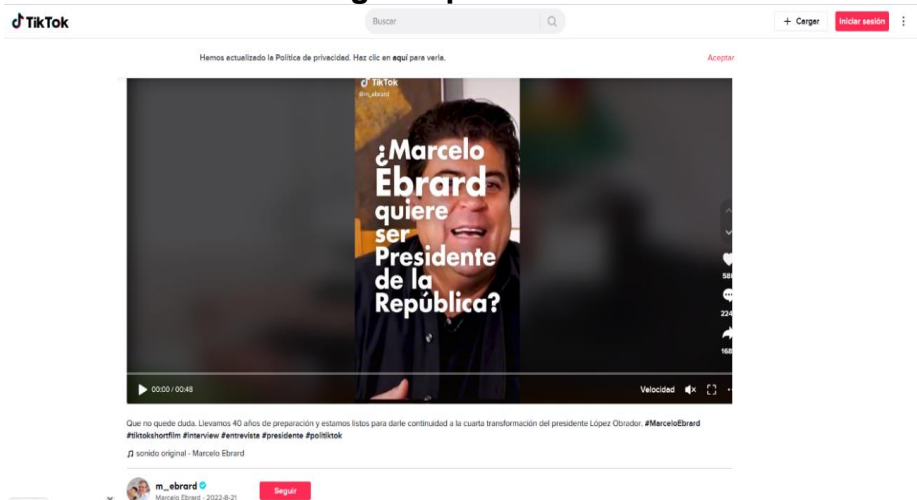 TikTok
Buscar
+ Cargar
Iniciar sesión
Hemos actualizado la Política de privacidad. Haz clic en aquí para verla.
Aceptar
TikTok
@m_ebrard
¿Marcelo
Ebrard
quiere
ser
Presidente
de la
República?
58K
224
168
00:00 / 00:48
Velocidad
Que no quede duda. Llevamos 40 años de preparación y estamos listos para darle continuidad a la cuarta transformación del presidente López Obrador. #MarceloEbrard
#tiktokshortfilm #interview #entrevista #presidente #politiktok
sonido original - Marcelo Ebrard
m_ebrard
Marcelo Ebrard · 2022-8-21
Seguir